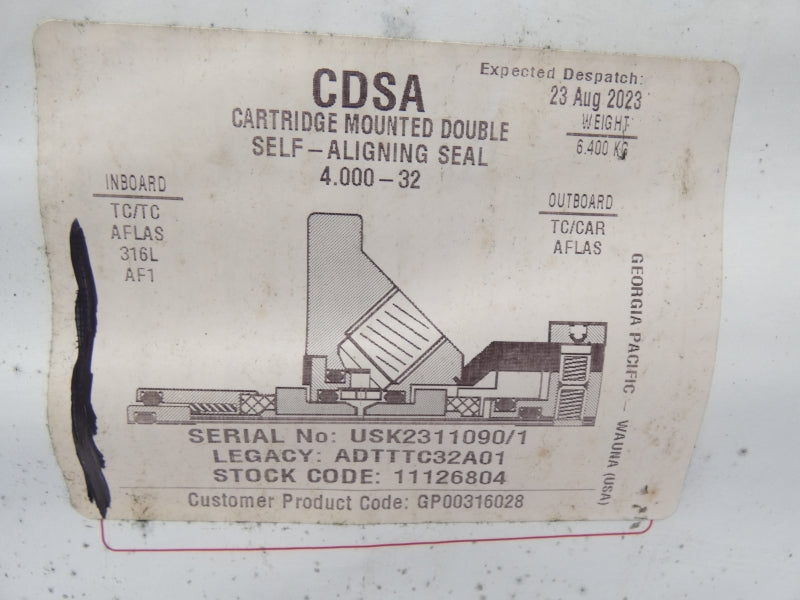 Expected Despatch:
23 Aug 2023
WEIGHT
6.400 KG
CDSA
CARTRIDGE MOUNTED DOUBLE
SELF-ALIGNING SEAL
4.000-32
INBOARD
TC/TC
AFLAS
316L
AF1
OUTBOARD
TC/CAR
AFLAS
GEORGIA PACIFIC - WAUNA (USA)
SERIAL No: USK2311090/1
LEGACY: ADTTTC32A01
STOCK CODE: 11126804
Customer Product Code: GP00316028